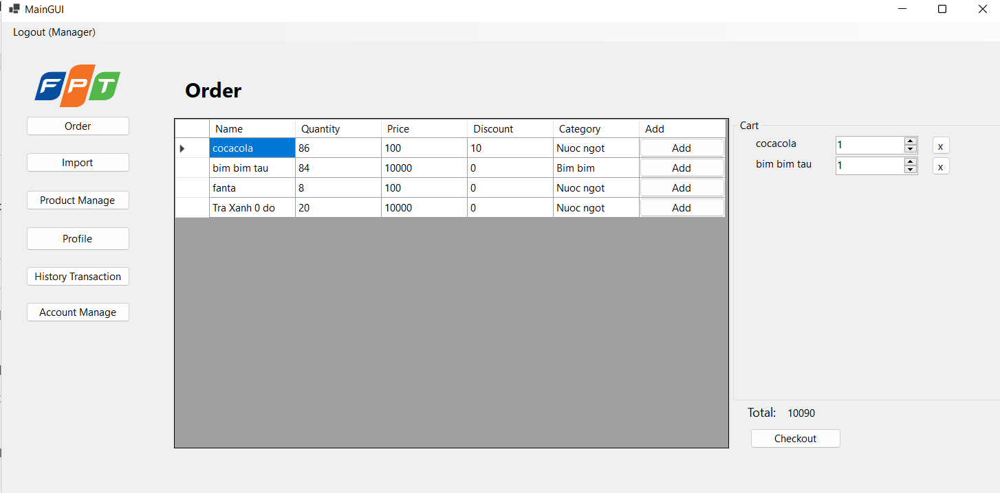 MainGUI
Logout (Manager)
FPT
Order
Import
Product Manage
Profile
History Transaction
Account Manage
Order
Name Quantity Price Discount Category Add
cocacola 86 100 10 Nuoc ngot Add
bim bim tau 84 10000 0 Bim bim Add
fanta 8 100 0 Nuoc ngot Add
Tra Xanh 0 do 20 10000 0 Nuoc ngot Add
Cart
cocacola 1 x
bim bim tau 1 x
Total: 10090
Checkout